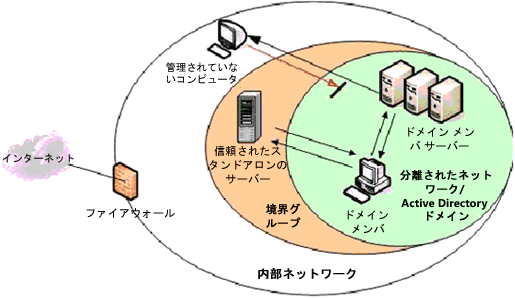 管理されていな
いコンピュータ
ドメイン メン
バ サーバー
信頼されたス
タンドアロンの
サーバー
インターネット
分離されたネット
ワーク/
Active Directory
ドメイン
ファイアウォール
境界グ
ループ
ドメイン
メンバ
内部ネットワーク